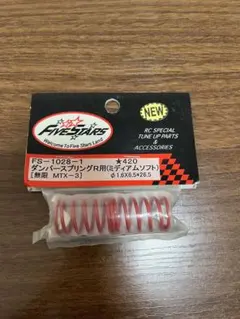 FIVESTARS
Welcome To Five Stars Land
NEW
RC SPECIAL
TUNE UP PARTS
&
ACCESSORIES
FS-1028-1 ★420
ダンパースプリングR用(ミディアムソフト)
[無限 MTX-3] φ1.6X6.5*26.5